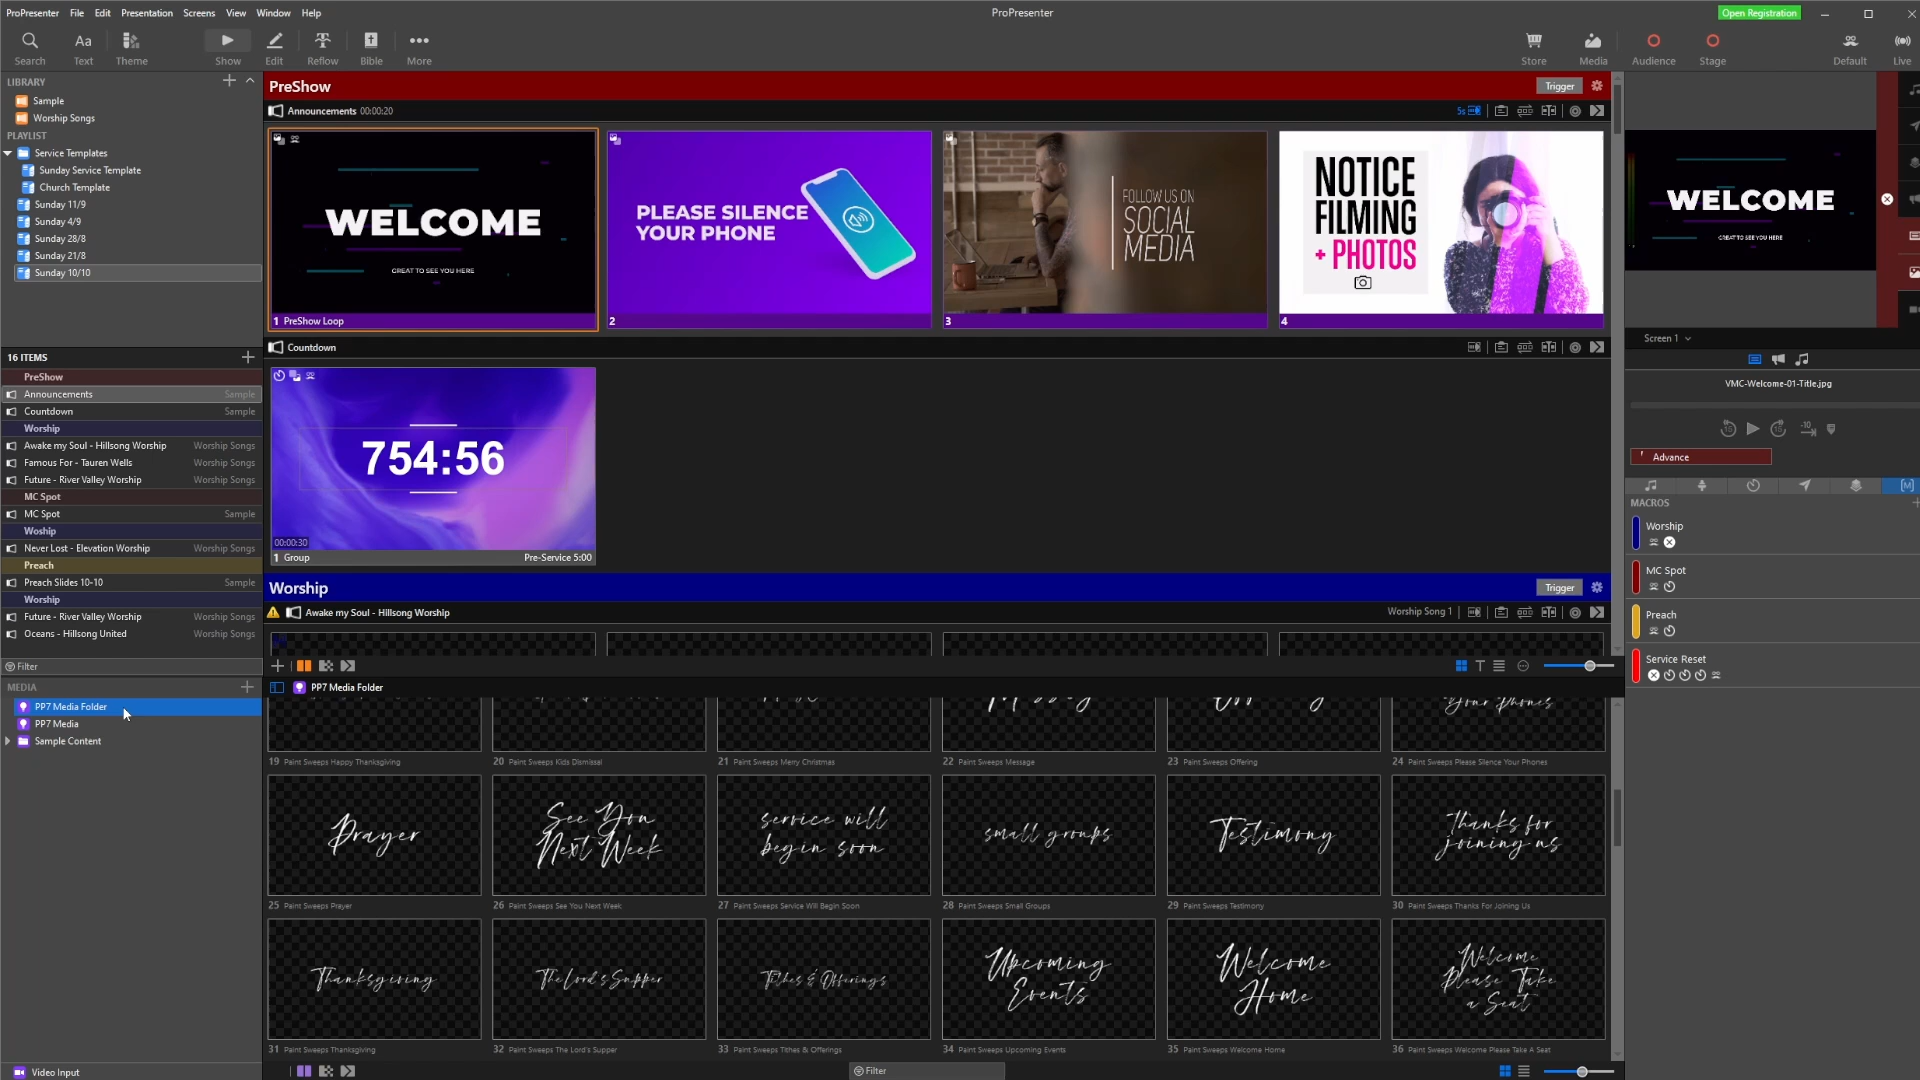 ProPresenter File Edit Presentation Screens View Window Help
ProPresenter
Open Registration
Search Text Theme Show Edit Reflow Bible More
Store Media Audience Stage Default Live
LIBRARY
Sample
Worship Songs
PLAYLIST
Service Templates
Sunday Service Template
Church Template
Sunday 11/9
Sunday 4/9
Sunday 28/8
Sunday 21/8
Sunday 10/10
16 ITEMS
PreShow
Announcements Sample
Countdown Sample
Worship
Awake my Soul - Hillsong Worship Worship Songs
Famous For - Tauren Wells Worship Songs
Future - River Valley Worship Worship Songs
MC Spot
MC Spot Sample
Woship
Never Lost - Elevation Worship Worship Songs
Preach
Preach Slides 10-10 Sample
Worship
Future - River Valley Worship Worship Songs
Oceans - Hillsong United Worship Songs
Filter
MEDIA
PP7 Media Folder
PP7 Media
Sample Content
Video Input
PreShow Trigger
Announcements 00:00:20 5s
WELCOME
GREAT TO SEE YOU HERE
1 PreShow Loop
PLEASE SILENCE
YOUR PHONE
2
FOLLOW US ON
SOCIAL
MEDIA
3
NOTICE
FILMING
+ PHOTOS
4
Countdown
754:56
00:00:30
1 Group Pre-Service 5:00
Worship Trigger
Awake my Soul - Hillsong Worship Worship Song 1
PP7 Media Folder
Your Phones
19 Paint Sweeps Happy Thanksgiving
20 Paint Sweeps Kids Dismissal
21 Paint Sweeps Merry Christmas
22 Paint Sweeps Message
23 Paint Sweeps Offering
24 Paint Sweeps Please Silence Your Phones
Prayer
25 Paint Sweeps Prayer
See You
Next Week
26 Paint Sweeps See You Next Week
service will
begin soon
27 Paint Sweeps Service Will Begin Soon
small groups
28 Paint Sweeps Small Groups
Testimony
29 Paint Sweeps Testimony
Thanks for
joining us
30 Paint Sweeps Thanks For Joining Us
Thanksgiving
31 Paint Sweeps Thanksgiving
The Lord's Supper
32 Paint Sweeps The Lord's Supper
Tithes & Offerings
33 Paint Sweeps Tithes & Offerings
Upcoming
Events
34 Paint Sweeps Upcoming Events
Welcome
Home
35 Paint Sweeps Welcome Home
Welcome
Please Take
a Seat
36 Paint Sweeps Welcome Please Take A Seat
Filter
WELCOME
GREAT TO SEE YOU HERE
Screen 1
VMC-Welcome-01-Title.jpg
15 15 -10
Advance
[M]
MACROS
Worship
MC Spot
Preach
Service Reset